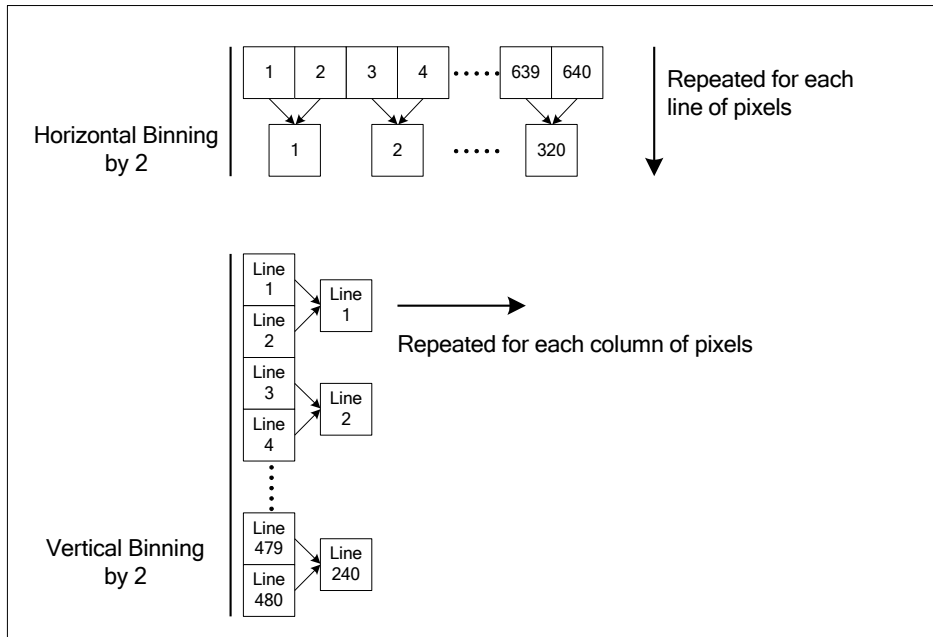 1 2 3 4 ..... 639 640
Repeated for each
line of pixels
Horizontal Binning
by 2
1 2 ..... 320
Line
1
Line
2
Line
1
Repeated for each column of pixels
Line
3
Line
4
Line
2
Vertical Binning
by 2
Line
479
Line
480
Line
240